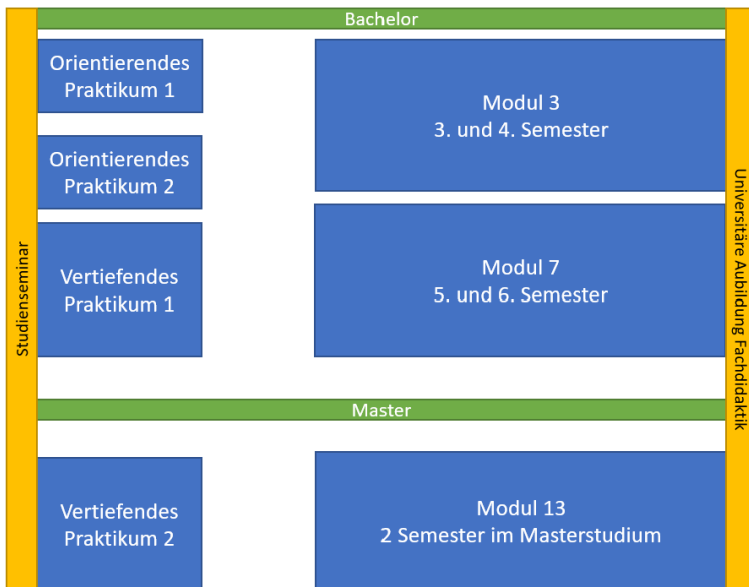 Bachelor
Studienseminar
Orientierendes
Praktikum 1
Orientierendes
Praktikum 2
Vertiefendes
Praktikum 1
Modul 3
3. und 4. Semester
Modul 7
5. und 6. Semester
Universitäre Aubildung Fachdidaktik
Master
Vertiefendes
Praktikum 2
Modul 13
2 Semester im Masterstudium